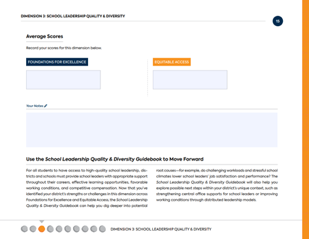 DIMENSION 3: SCHOOL LEADERSHIP QUALITY & DIVERSITY
15
Average Scores
Record your scores for this dimension below.
FOUNDATIONS FOR EXCELLENCE
EQUITABLE ACCESS
Your Notes
Use the School Leadership Quality & Diversity Guidebook to Move Forward
For all students to have access to high-quality school leadership, dis-
tricts and schools must provide school leaders with appropriate support
throughout their careers, effective learning opportunities, favorable
working conditions, and competitive compensation. Now that you've
identified your district's strengths or challenges in this dimension across
Foundations for Excellence and Equitable Access, the School Leadership
Quality & Diversity Guidebook can help you dig deeper into potential
root causes—for example, do challenging workloads and stressful school
climates lower school leaders' job satisfaction and performance? The
School Leadership Quality & Diversity Guidebook will also help you
explore possible next steps within your district's unique context, such as
strengthening central office supports for school leaders or improving
working conditions through distributed leadership models.
DIMENSION 3: SCHOOL LEADERSHIP QUALITY & DIVERSITY